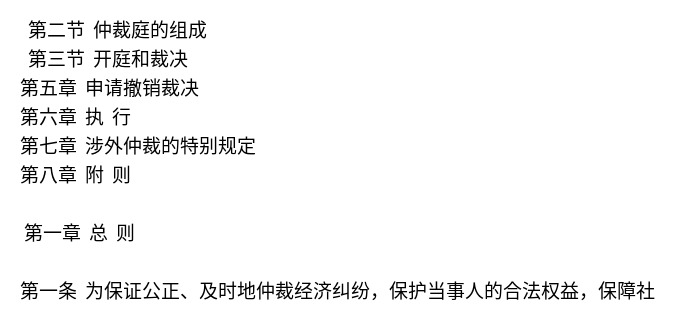 第二节 仲裁庭的组成
第三节 开庭和裁决
第五章 申请撤销裁决
第六章 执 行
第七章 涉外仲裁的特别规定
第八章 附 则
第一章 总 则
第一条 为保证公正、及时地仲裁经济纠纷，保护当事人的合法权益，保障社